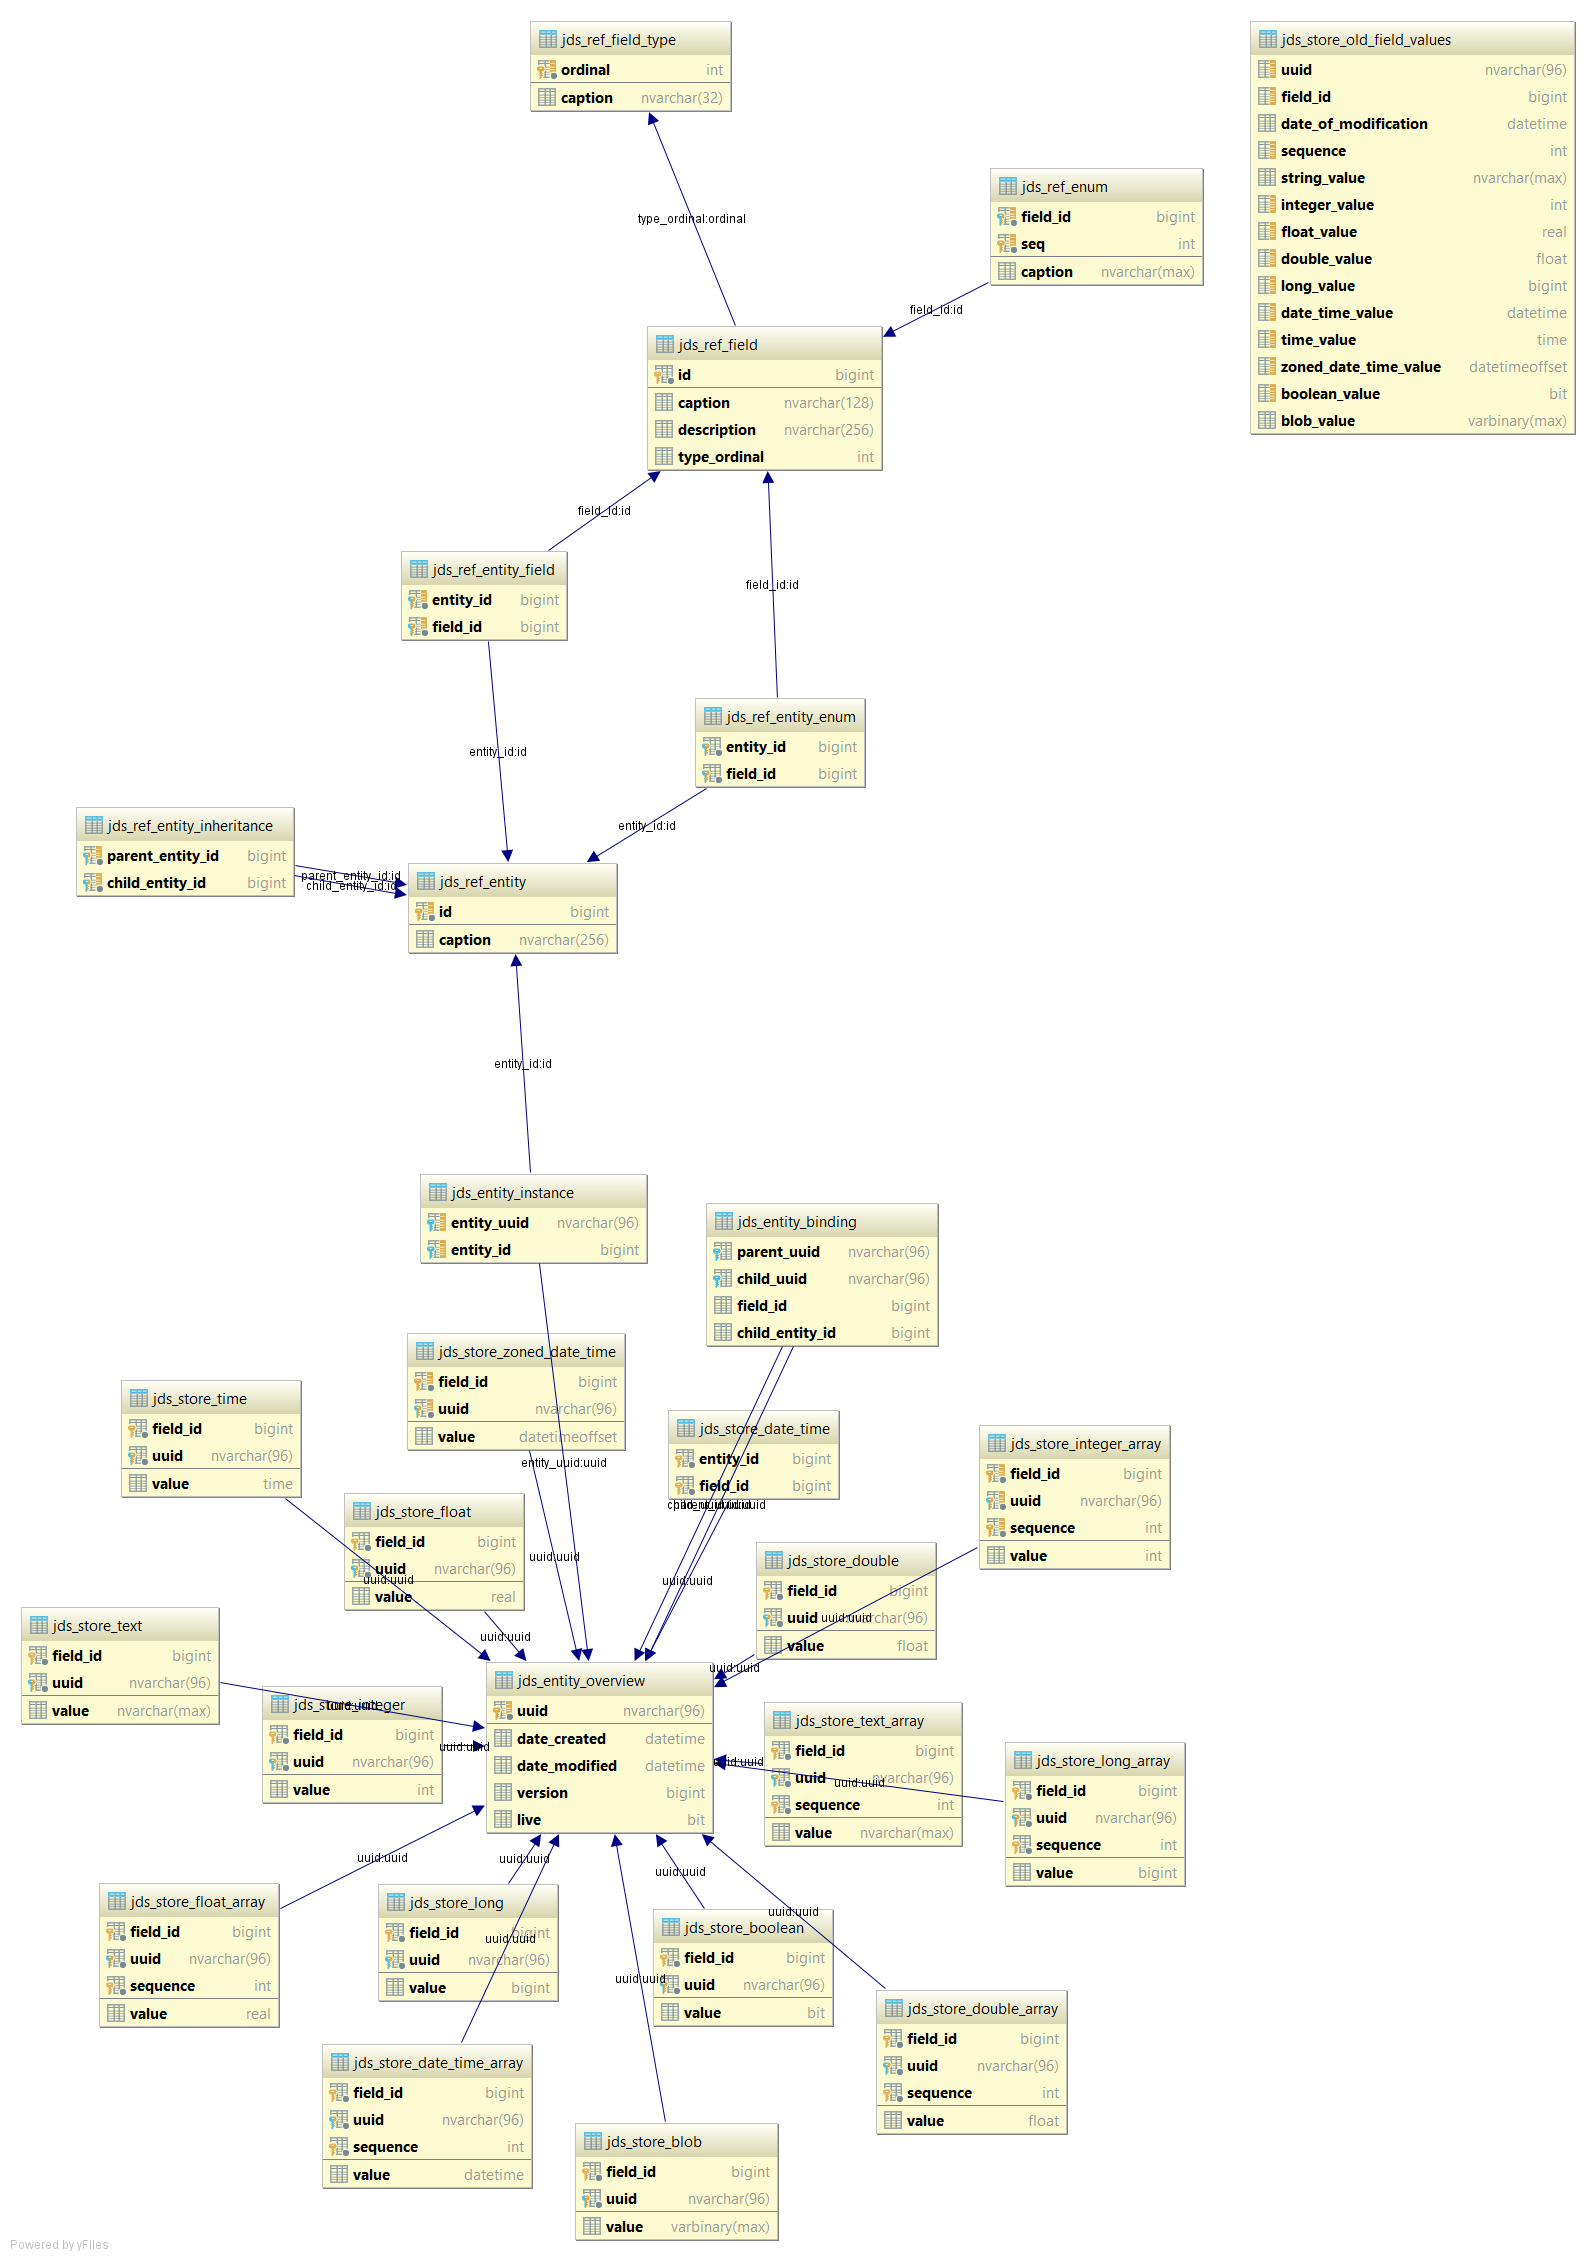 jds_ref_field_type
ordinal int
caption nvarchar(32)
jds_store_old_field_values
uuid nvarchar(96)
field_id bigint
date_of_modification datetime
sequence int
string_value nvarchar(max)
integer_value int
float_value real
double_value float
long_value bigint
date_time_value datetime
time_value time
zoned_date_time_value datetimeoffset
boolean_value bit
blob_value varbinary(max)
type_ordinal:ordinal
jds_ref_enum
field_id bigint
seq int
caption nvarchar(max)
field_id:id
jds_ref_field
id bigint
caption nvarchar(128)
description nvarchar(256)
type_ordinal int
field_id:id
field_id:id
jds_ref_entity_field
entity_id bigint
field_id bigint
entity_id:id
jds_ref_entity_enum
entity_id bigint
field_id bigint
entity_id:id
jds_ref_entity_inheritance
parent_entity_id bigint
child_entity_id bigint
parent_entity_id:id
child_entity_id:id
jds_ref_entity
id bigint
caption nvarchar(256)
entity_id:id
jds_entity_instance
entity_uuid nvarchar(96)
entity_id bigint
jds_entity_binding
parent_uuid nvarchar(96)
child_uuid nvarchar(96)
field_id bigint
child_entity_id bigint
jds_store_zoned_date_time
field_id bigint
uuid nvarchar(96)
value datetimeoffset
entity_uuid:uuid
jds_store_time
field_id bigint
uuid nvarchar(96)
value time
jds_store_date_time
entity_id bigint
field_id bigint
jds_store_integer_array
field_id bigint
uuid nvarchar(96)
sequence int
value int
jds_store_float
field_id bigint
uuid nvarchar(96)
value real
uuid:uuid
uuid:uuid
uuid:uuid
uuid:uuid
jds_store_double
field_id bigint
uuid nvarchar(96)
value float
uuid:uuid
uuid:uuid
jds_store_text
field_id bigint
uuid nvarchar(96)
value nvarchar(max)
uuid:uuid
jds_store_integer
field_id bigint
uuid nvarchar(96)
value int
uuid:uuid
jds_entity_overview
uuid nvarchar(96)
date_created datetime
date_modified datetime
version bigint
live bit
jds_store_text_array
field_id bigint
uuid nvarchar(96)
sequence int
value nvarchar(max)
uuid:uuid
uuid:uuid
jds_store_long_array
field_id bigint
uuid nvarchar(96)
sequence int
value bigint
uuid:uuid
uuid:uuid
uuid:uuid
jds_store_float_array
field_id bigint
uuid nvarchar(96)
sequence int
value real
jds_store_long
field_id bigint
uuid nvarchar(96)
value bigint
uuid:uuid
jds_store_boolean
field_id bigint
uuid nvarchar(96)
value bit
uuid:uuid
uuid:uuid
jds_store_double_array
field_id bigint
uuid nvarchar(96)
sequence int
value float
jds_store_date_time_array
field_id bigint
uuid nvarchar(96)
sequence int
value datetime
jds_store_blob
field_id bigint
uuid nvarchar(96)
value varbinary(max)
Powered by yFiles